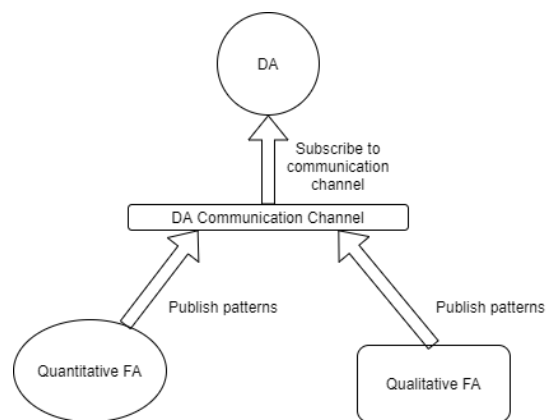 DA
Subscribe to
communication
channel
DA Communication Channel
Publish patterns
Publish patterns
Quantitative FA
Qualitative FA